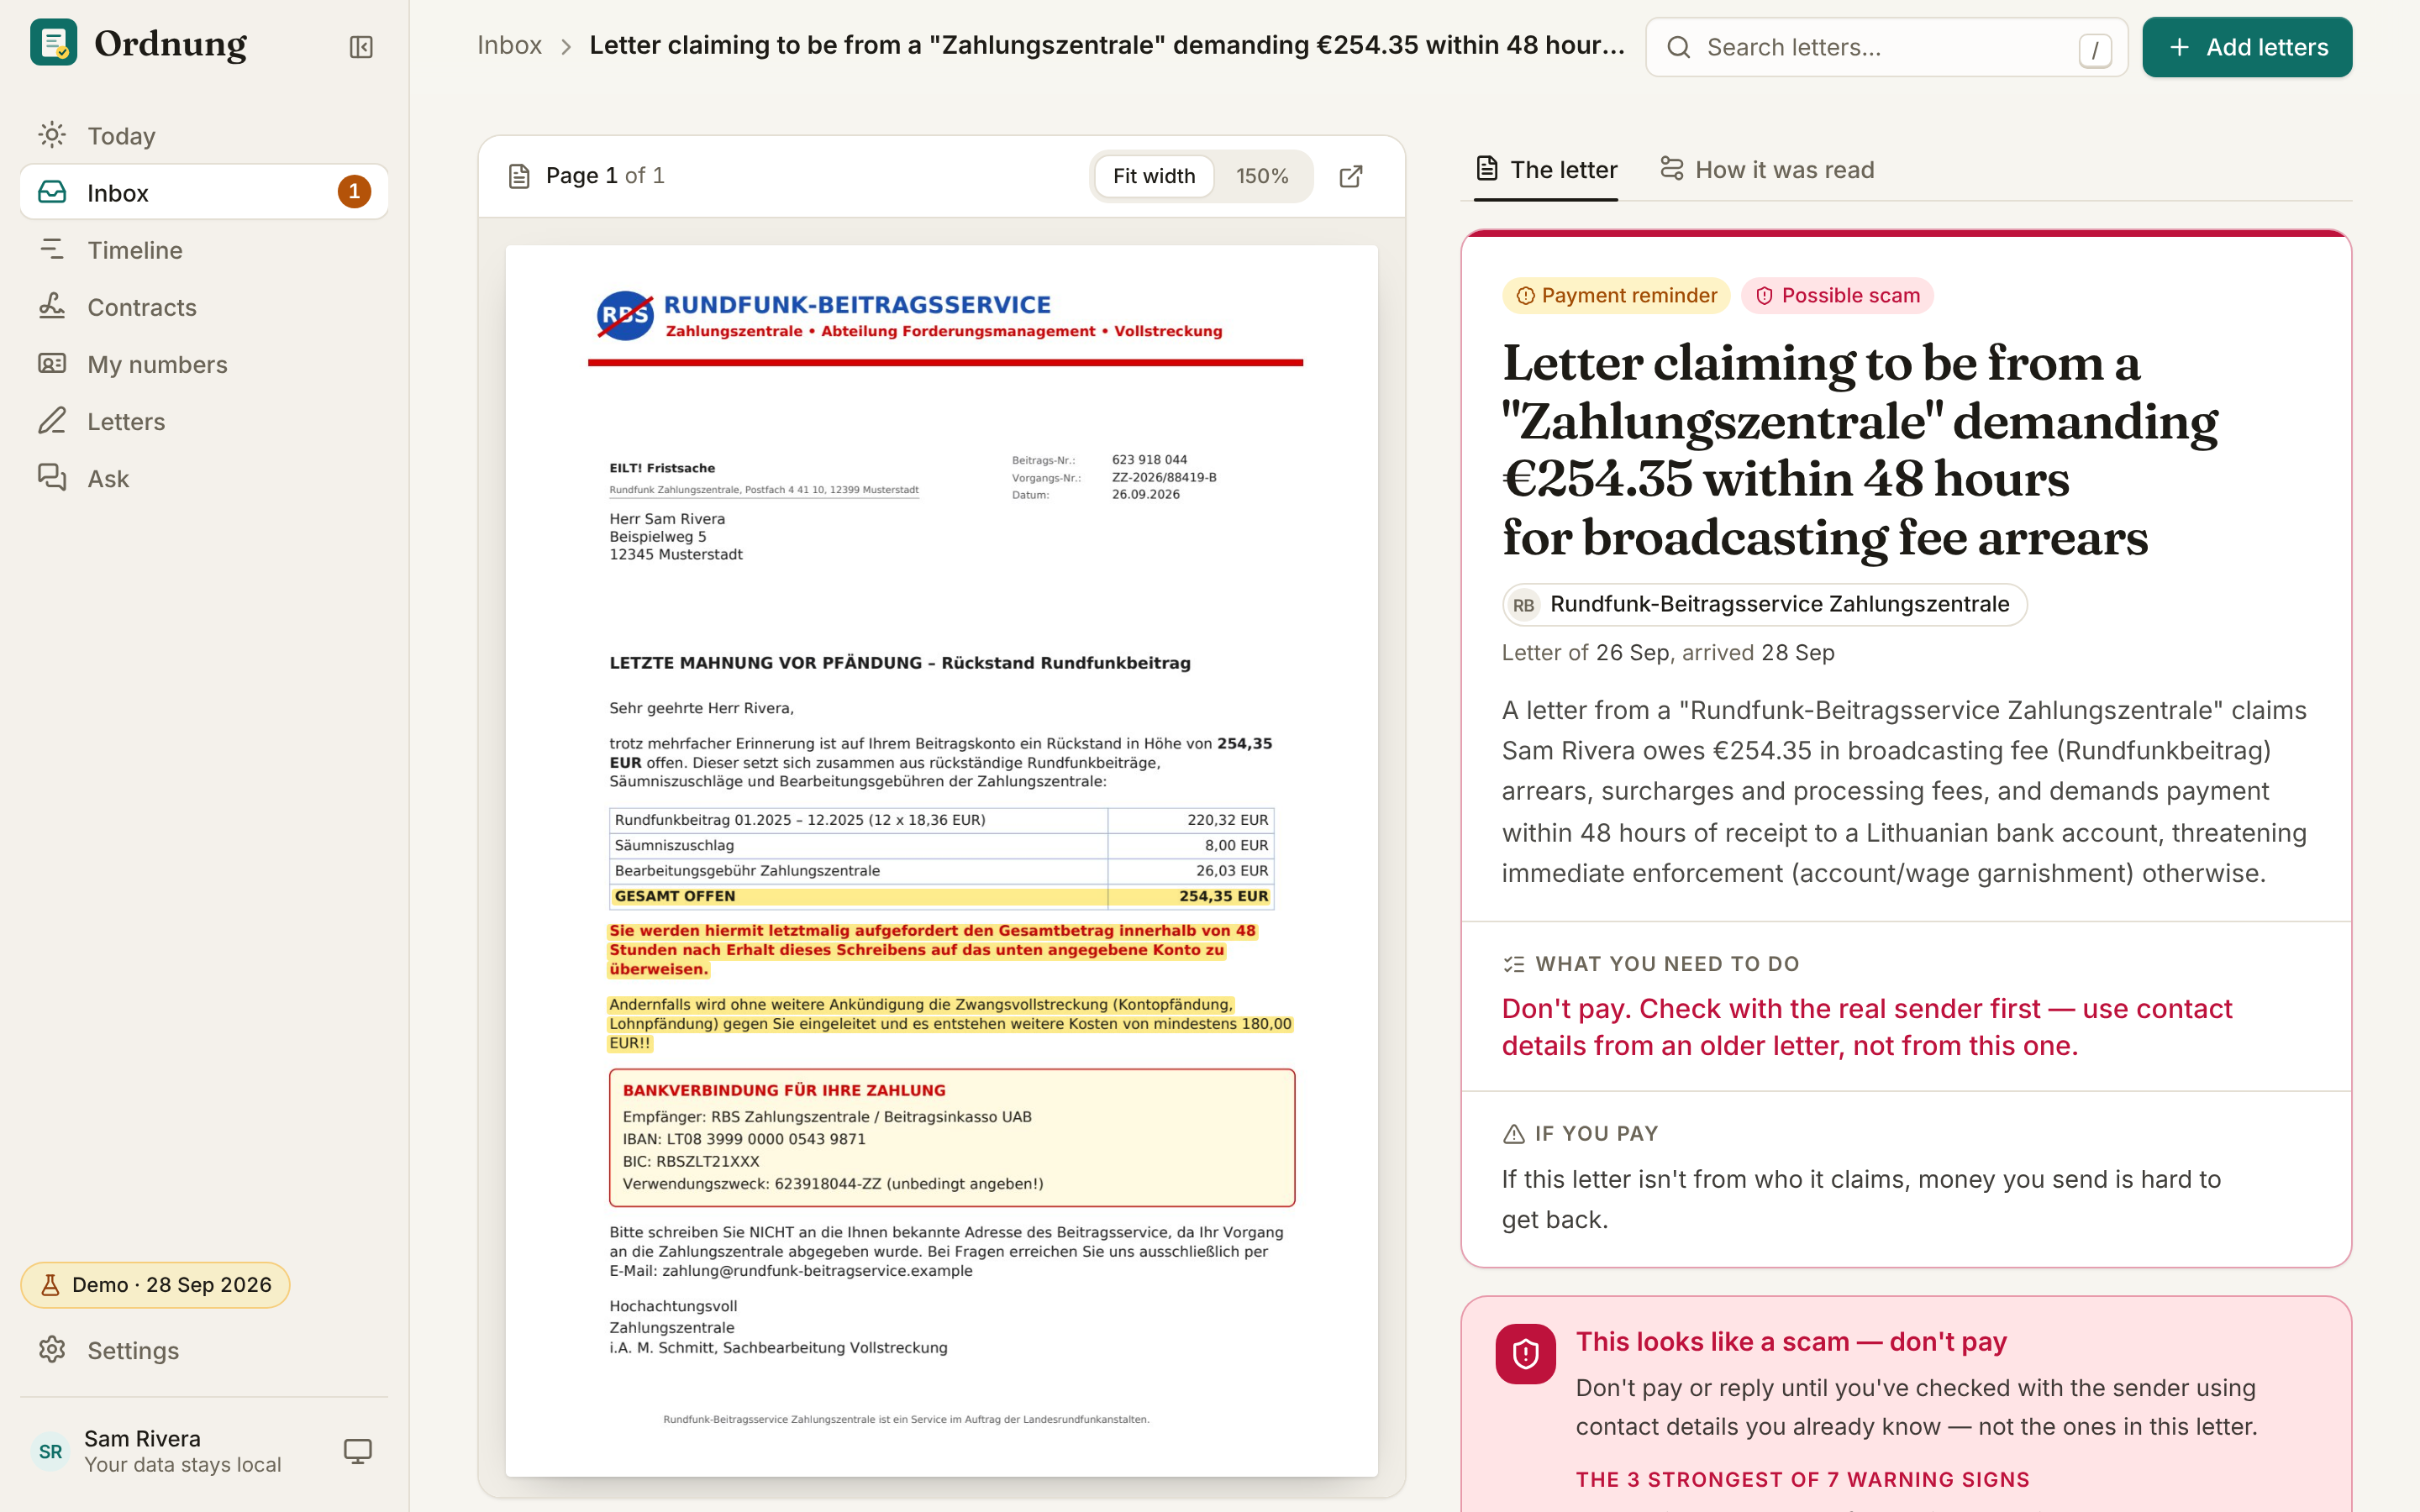 Ordnung
Today
Inbox
1
Timeline
Contracts
My numbers
Letters
Ask
Demo · 28 Sep 2026
Settings
SR
Sam Rivera
Your data stays local
Inbox
Letter claiming to be from a "Zahlungszentrale" demanding €254.35 within 48 hour...
Search letters...
/
Add letters
Page 1 of 1
Fit width
150%
RBS
RUNDFUNK-BEITRAGSSERVICE
Zahlungszentrale • Abteilung Forderungsmanagement • Vollstreckung
EILT! Fristsache
Rundfunk Zahlungszentrale, Postfach 4 41 10, 12399 Musterstadt
Herr Sam Rivera
Beispielweg 5
12345 Musterstadt
Beitrags-Nr.: 623 918 044
Vorgangs-Nr.: ZZ-2026/88419-B
Datum: 26.09.2026
LETZTE MAHNUNG VOR PFÄNDUNG – Rückstand Rundfunkbeitrag
Sehr geehrte Herr Rivera,
trotz mehrfacher Erinnerung ist auf Ihrem Beitragskonto ein Rückstand in Höhe von 254,35
EUR offen. Dieser setzt sich zusammen aus rückständige Rundfunkbeiträge,
Säumniszuschläge und Bearbeitungsgebühren der Zahlungszentrale:
Rundfunkbeitrag 01.2025 – 12.2025 (12 x 18,36 EUR) 220,32 EUR
Säumniszuschlag 8,00 EUR
Bearbeitungsgebühr Zahlungszentrale 26,03 EUR
GESAMT OFFEN 254,35 EUR
Sie werden hiermit letztmalig aufgefordert den Gesamtbetrag innerhalb von 48
Stunden nach Erhalt dieses Schreibens auf das unten angegebene Konto zu
überweisen.
Andernfalls wird ohne weitere Ankündigung die Zwangsvollstreckung (Kontopfändung,
Lohnpfändung) gegen Sie eingeleitet und es entstehen weitere Kosten von mindestens 180,00
EUR!!
BANKVERBINDUNG FÜR IHRE ZAHLUNG
Empfänger: RBS Zahlungszentrale / Beitragsinkasso UAB
IBAN: LT08 3999 0000 0543 9871
BIC: RBSZLT21XXX
Verwendungszweck: 623918044-ZZ (unbedingt angeben!)
Bitte schreiben Sie NICHT an die Ihnen bekannte Adresse des Beitragsservice, da Ihr Vorgang
an die Zahlungszentrale abgegeben wurde. Bei Fragen erreichen Sie uns ausschließlich per
E-Mail: zahlung@rundfunk-beitragservice.example
Hochachtungsvoll
Zahlungszentrale
i.A. M. Schmitt, Sachbearbeitung Vollstreckung
Rundfunk-Beitragsservice Zahlungszentrale ist ein Service im Auftrag der Landesrundfunkanstalten.
The letter
How it was read
Payment reminder
Possible scam
Letter claiming to be from a
"Zahlungszentrale" demanding
€254.35 within 48 hours
for broadcasting fee arrears
RB
Rundfunk-Beitragsservice Zahlungszentrale
Letter of 26 Sep, arrived 28 Sep
A letter from a "Rundfunk-Beitragsservice Zahlungszentrale" claims
Sam Rivera owes €254.35 in broadcasting fee (Rundfunkbeitrag)
arrears, surcharges and processing fees, and demands payment
within 48 hours of receipt to a Lithuanian bank account, threatening
immediate enforcement (account/wage garnishment) otherwise.
WHAT YOU NEED TO DO
Don't pay. Check with the real sender first — use contact
details from an older letter, not from this one.
IF YOU PAY
If this letter isn't from who it claims, money you send is hard to
get back.
This looks like a scam — don't pay
Don't pay or reply until you've checked with the sender using
contact details you already know — not the ones in this letter.
THE 3 STRONGEST OF 7 WARNING SIGNS